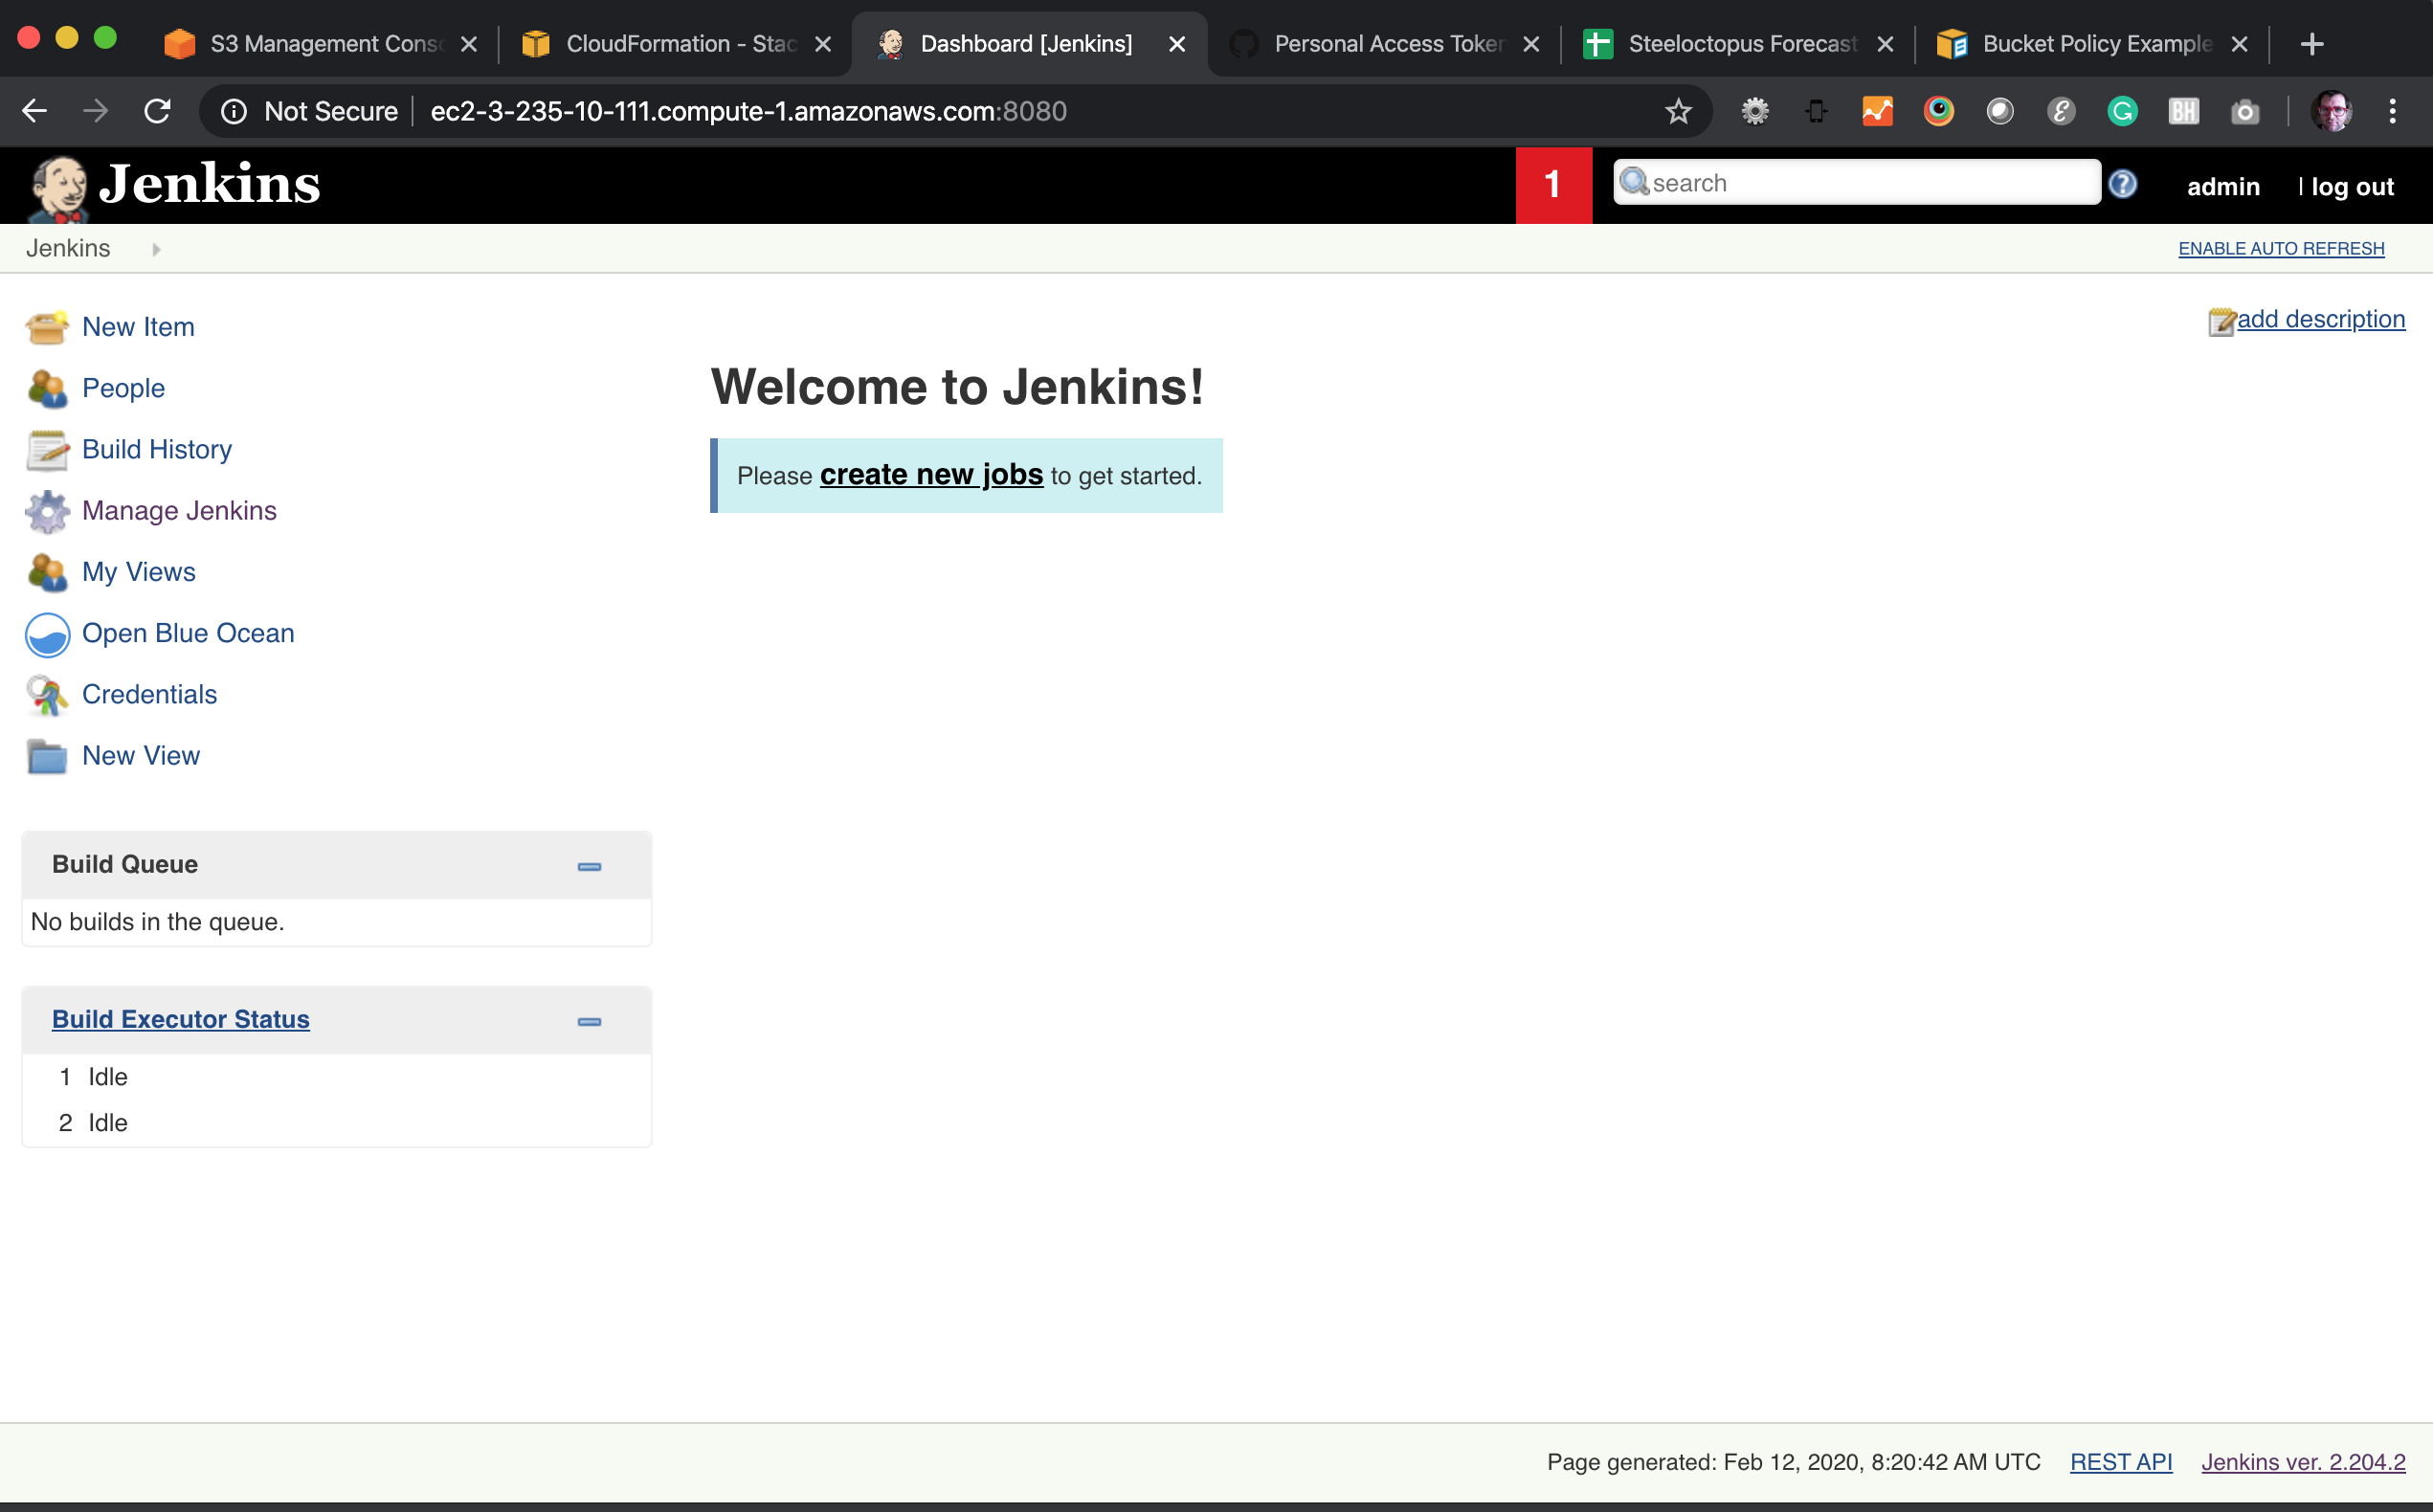 S3 Management Conso
CloudFormation - Stac
Dashboard [Jenkins]
Personal Access Token
Steeloctopus Forecast
Bucket Policy Example
Not Secure
ec2-3-235-10-111.compute-1.amazonaws.com:8080
BH
Jenkins
1
search
admin
| log out
Jenkins
ENABLE AUTO REFRESH
New Item
add description
People
Welcome to Jenkins!
Build History
Please create new jobs to get started.
Manage Jenkins
My Views
Open Blue Ocean
Credentials
New View
Build Queue
No builds in the queue.
Build Executor Status
1 Idle
2 Idle
Page generated: Feb 12, 2020, 8:20:42 AM UTC
REST API
Jenkins ver. 2.204.2